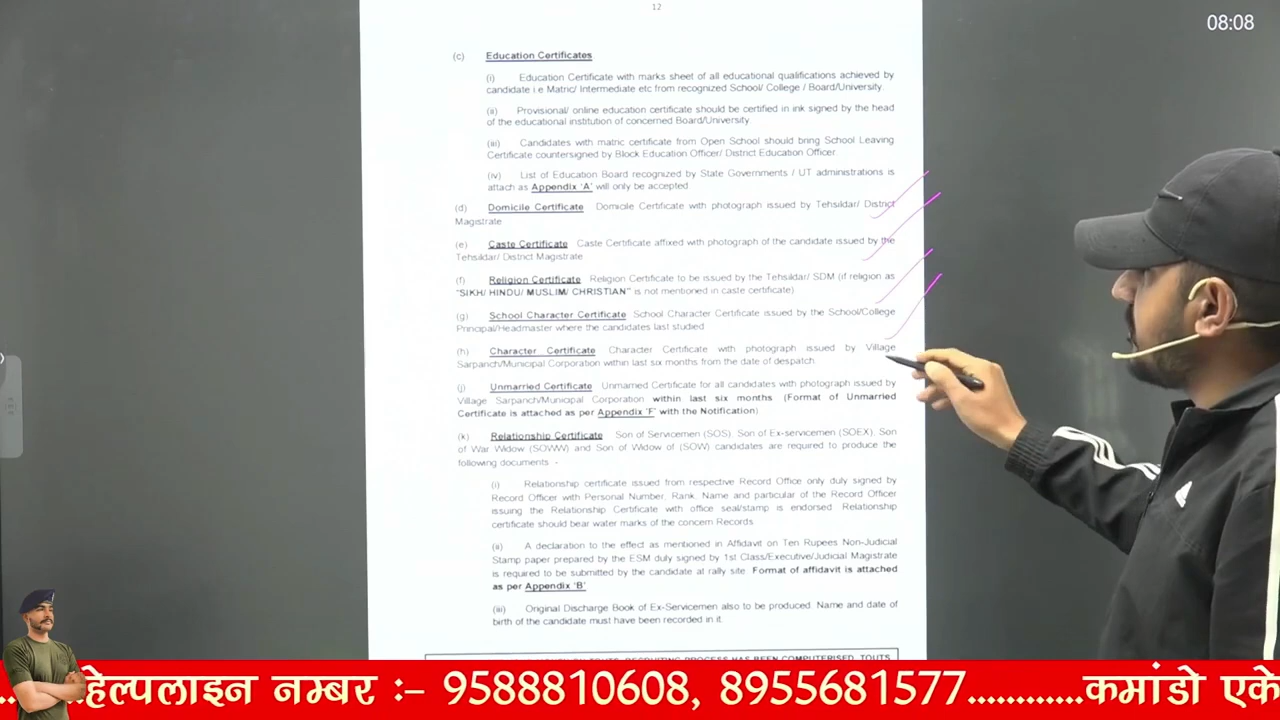 12
08:08
(c) Education Certificates
(i) Education Certificate with marks sheet of all educational qualifications achieved by
candidate i.e Matric/ Intermediate etc from recognized School/ College / Board/University.
(ii) Provisional/ online education certificate should be certified in ink signed by the head
of the educational institution of concerned Board/University.
(iii) Candidates with matric certificate from Open School should bring School Leaving
Certificate countersigned by Block Education Officer/ District Education Officer.
(iv) List of Education Board recognized by State Governments / UT administrations is
attach as Appendix 'A' will only be accepted
(d) Domicile Certificate Domicile Certificate with photograph issued by Tehsildar/ District
Magistrate
(e) Caste Certificate Caste Certificate affixed with photograph of the candidate issued by the
Tehsildar/ District Magistrate
(f) Religion Certificate Religion Certificate to be issued by the Tehsildar/ SDM (if religion as
"SIKH/ HINDU/ MUSLIM/ CHRISTIAN" is not mentioned in caste certificate)
(g) School Character Certificate School Character Certificate issued by the School/College
Principal/Headmaster where the candidates last studied
(h) Character Certificate Character Certificate with photograph issued by Village
Sarpanch/Municipal Corporation within last six months from the date of despatch.
(j) Unmarried Certificate Unmarried Certificate for all candidates with photograph issued by
Village Sarpanch/Municipal Corporation within last six months (Format of Unmarried
Certificate is attached as per Appendix 'F' with the Notification)
(k) Relationship Certificate Son of Servicemen (SOS), Son of Ex-servicemen (SOEX), Son
of War Widow (SOWW) and Son of Widow of (SOW) candidates are required to produce the
following documents -
(i) Relationship certificate issued from respective Record Office only duly signed by
Record Officer with Personal Number, Rank, Name and particular of the Record Officer
issuing the Relationship Certificate with office seal/stamp is endorsed. Relationship
certificate should bear water marks of the concern Records
(ii) A declaration to the effect as mentioned in Affidavit on Ten Rupees Non-Judicial
Stamp paper prepared by the ESM duly signed by 1st Class/Executive/Judicial Magistrate
is required to be submitted by the candidate at rally site. Format of affidavit is attached
as per Appendix 'B'
(iii) Original Discharge Book of Ex-Servicemen also to be produced. Name and date of
birth of the candidate must have been recorded in it.
RECRUITING PROCESS HAS BEEN COMPUTERISED. TOUTS
हेल्पलाइन नम्बर :- 9588810608, 8955681577............कमांडो एके